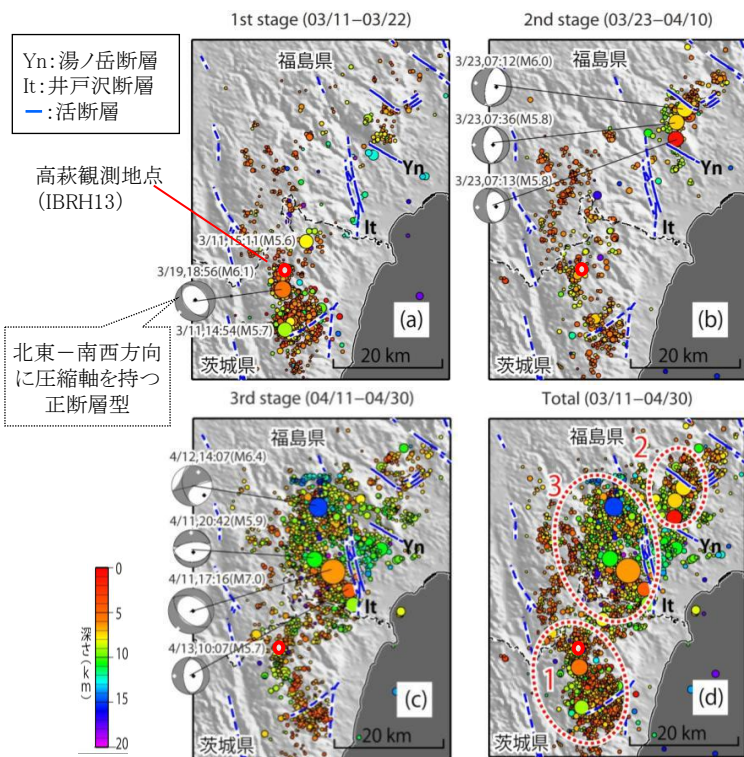 1st stage (03/11−03/22)
2nd stage (03/23−04/10)
Yn：湯ノ岳断層
It：井戸沢断層
：活断層
高萩観測地点
(IBRH13)
北東－南西方向
に圧縮軸を持つ
正断層型
福島県
Yn
It
3/11,15:11(M5.6)
3/19,18:56(M6.1)
3/11,14:54(M5.7)
(a)
茨城県
20 km
福島県
3/23,07:12(M6.0)
3/23,07:36(M5.8)
3/23,07:13(M5.8)
Yn
It
(b)
茨城県
20 km
3rd stage (04/11−04/30)
Total (03/11−04/30)
福島県
4/12,14:07(M6.4)
4/11,20:42(M5.9)
4/11,17:16(M7.0)
4/13,10:07(M5.7)
Yn
It
(c)
茨城県
20 km
0
5
10
15
20
深さ(km)
福島県
2
3
Yn
It
1
(d)
茨城県
20 km